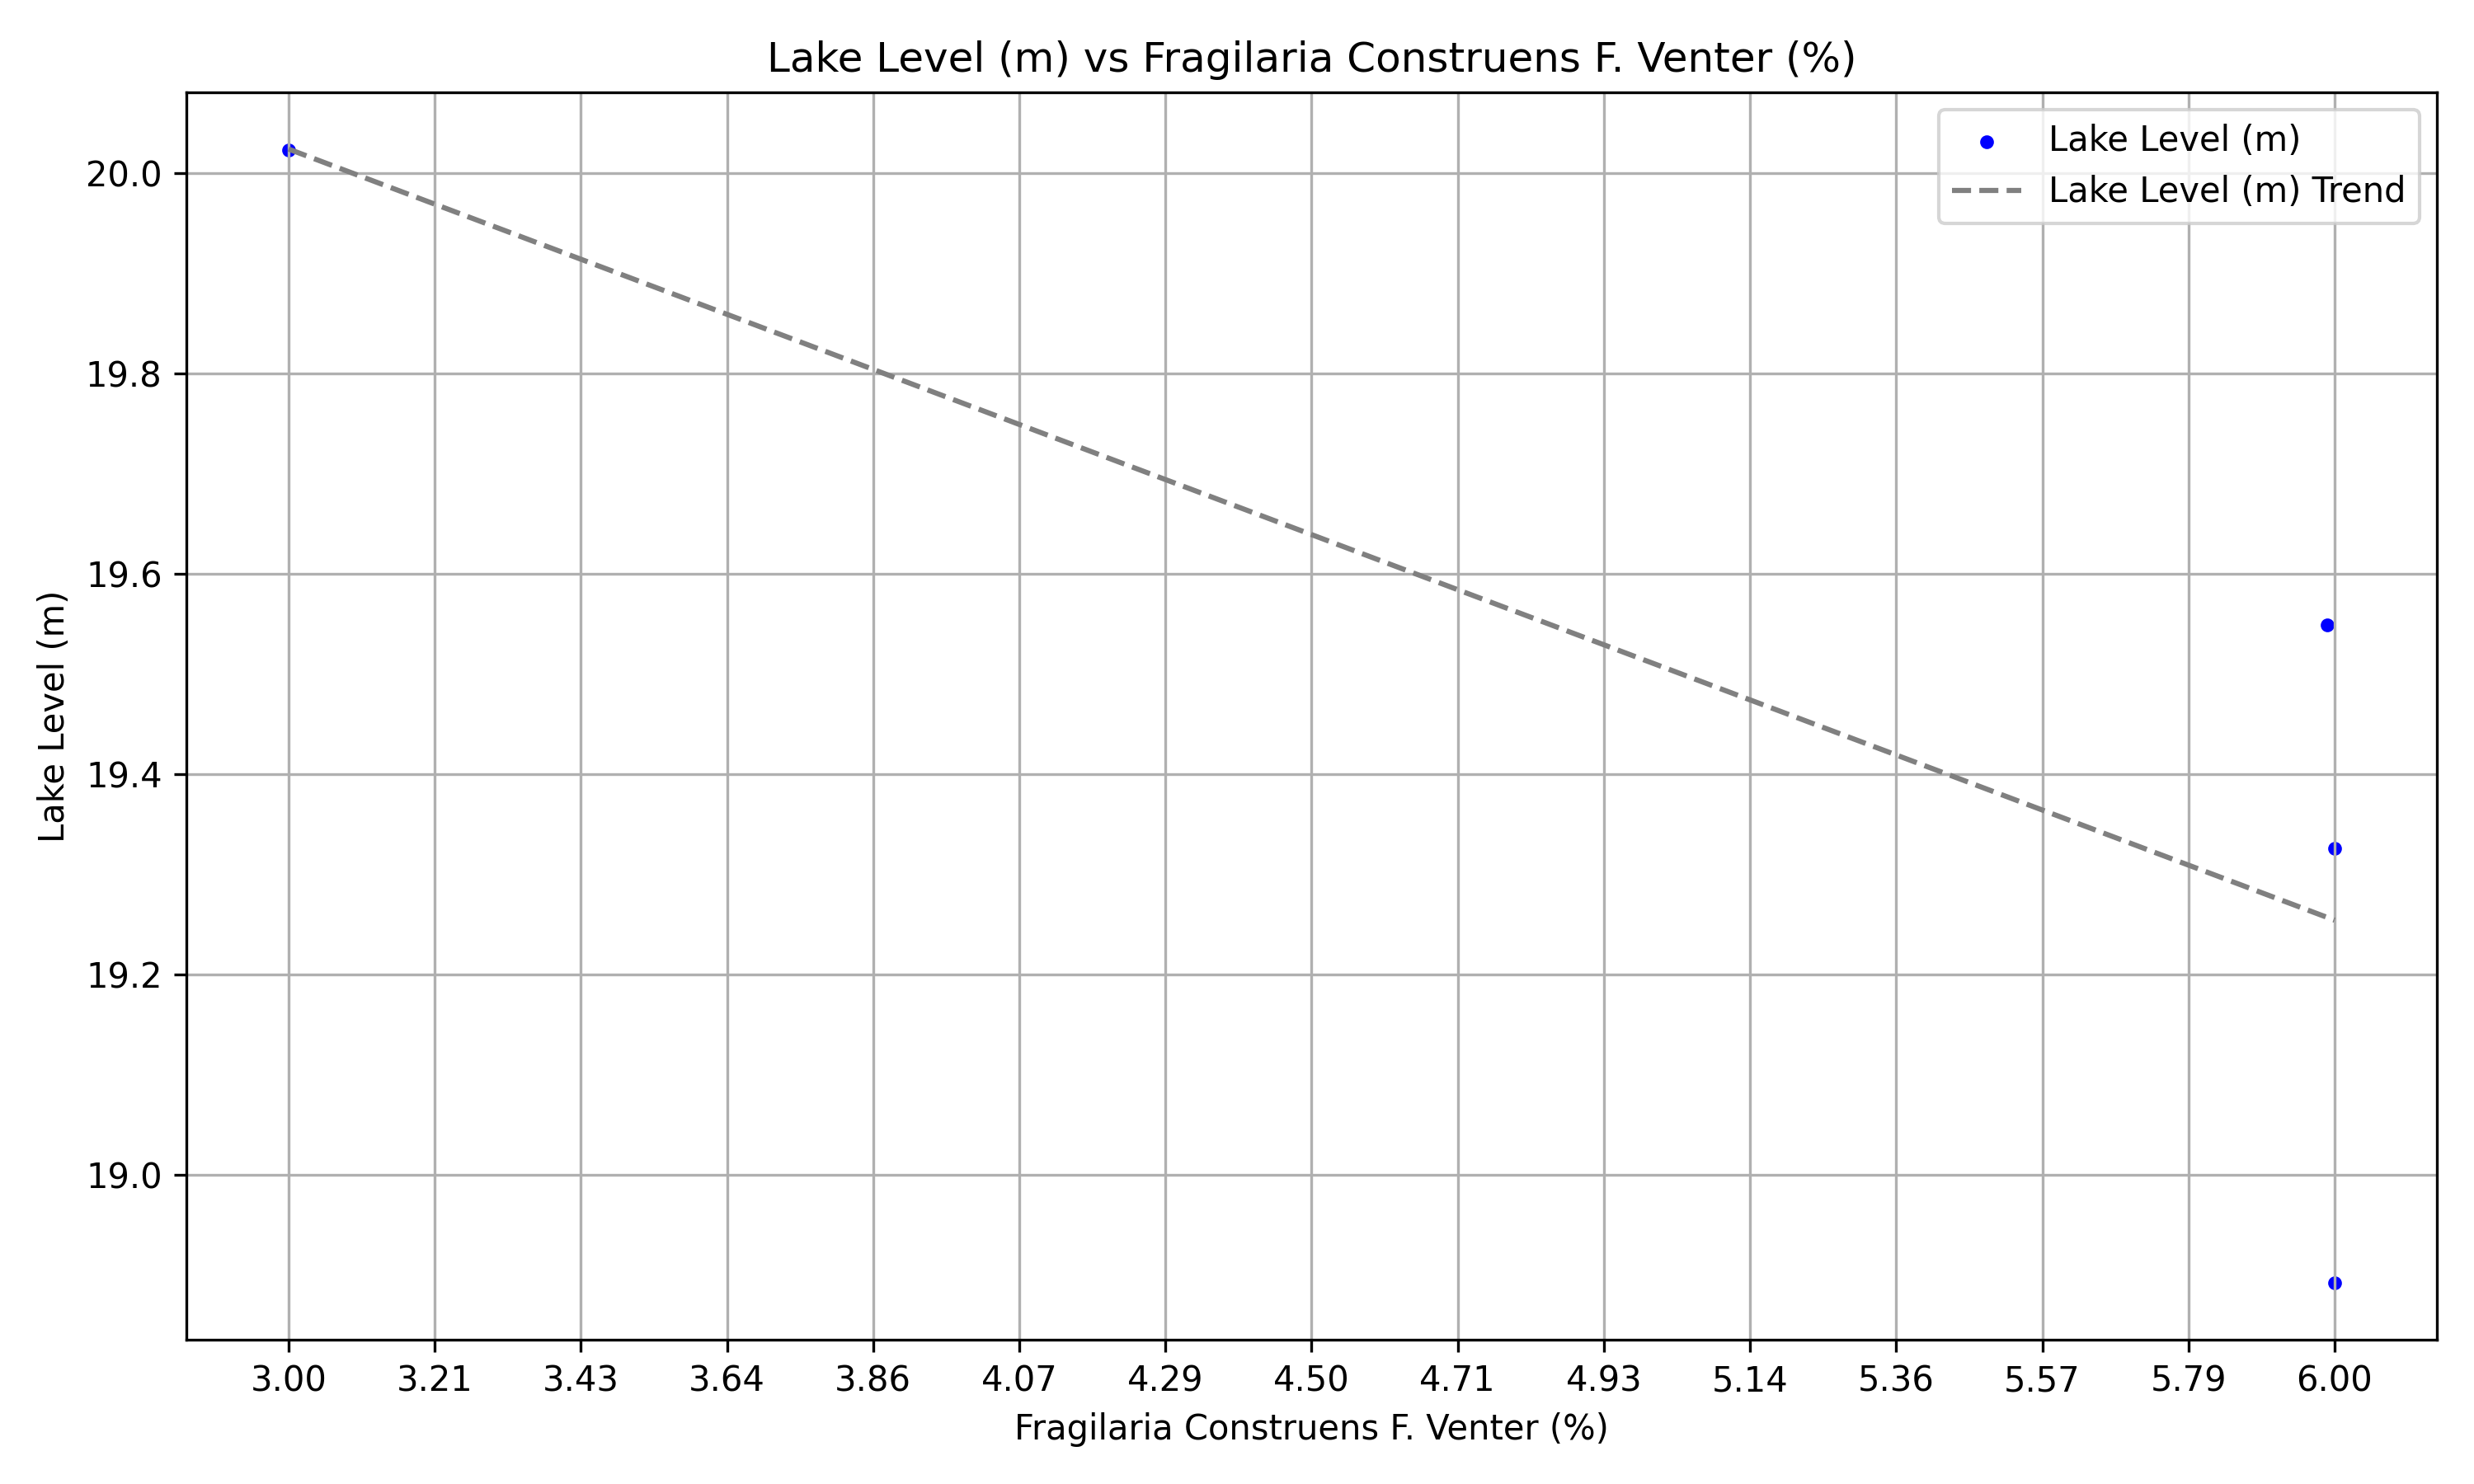 Lake Level (m) vs Fragilaria Construens F. Venter (%)
Lake Level (m)
Lake Level (m) Trend
20.0
19.8
19.6
19.4
19.2
19.0
Lake Level (m)
3.00 3.21 3.43 3.64 3.86 4.07 4.29 4.50 4.71 4.93 5.14 5.36 5.57 5.79 6.00
Fragilaria Construens F. Venter (%)